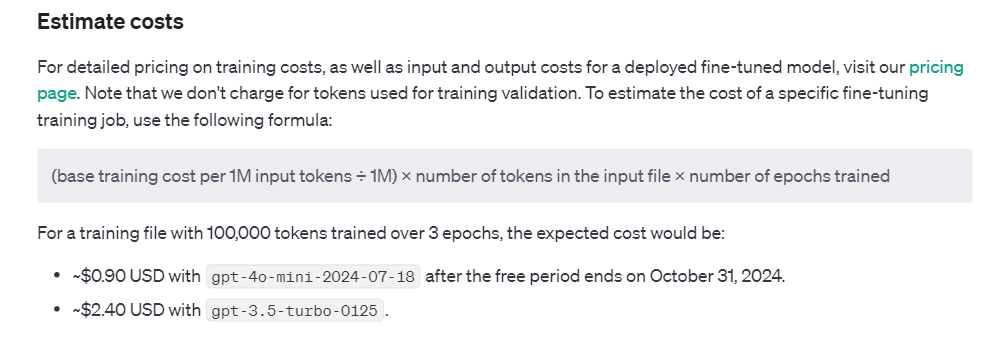 Estimate costs
For detailed pricing on training costs, as well as input and output costs for a deployed fine-tuned model, visit our pricing
page. Note that we don't charge for tokens used for training validation. To estimate the cost of a specific fine-tuning
training job, use the following formula:
(base training cost per 1M input tokens ÷ 1M) × number of tokens in the input file × number of epochs trained
For a training file with 100,000 tokens trained over 3 epochs, the expected cost would be:
• ~$0.90 USD with gpt-4o-mini-2024-07-18 after the free period ends on October 31, 2024.
• ~$2.40 USD with gpt-3.5-turbo-0125.